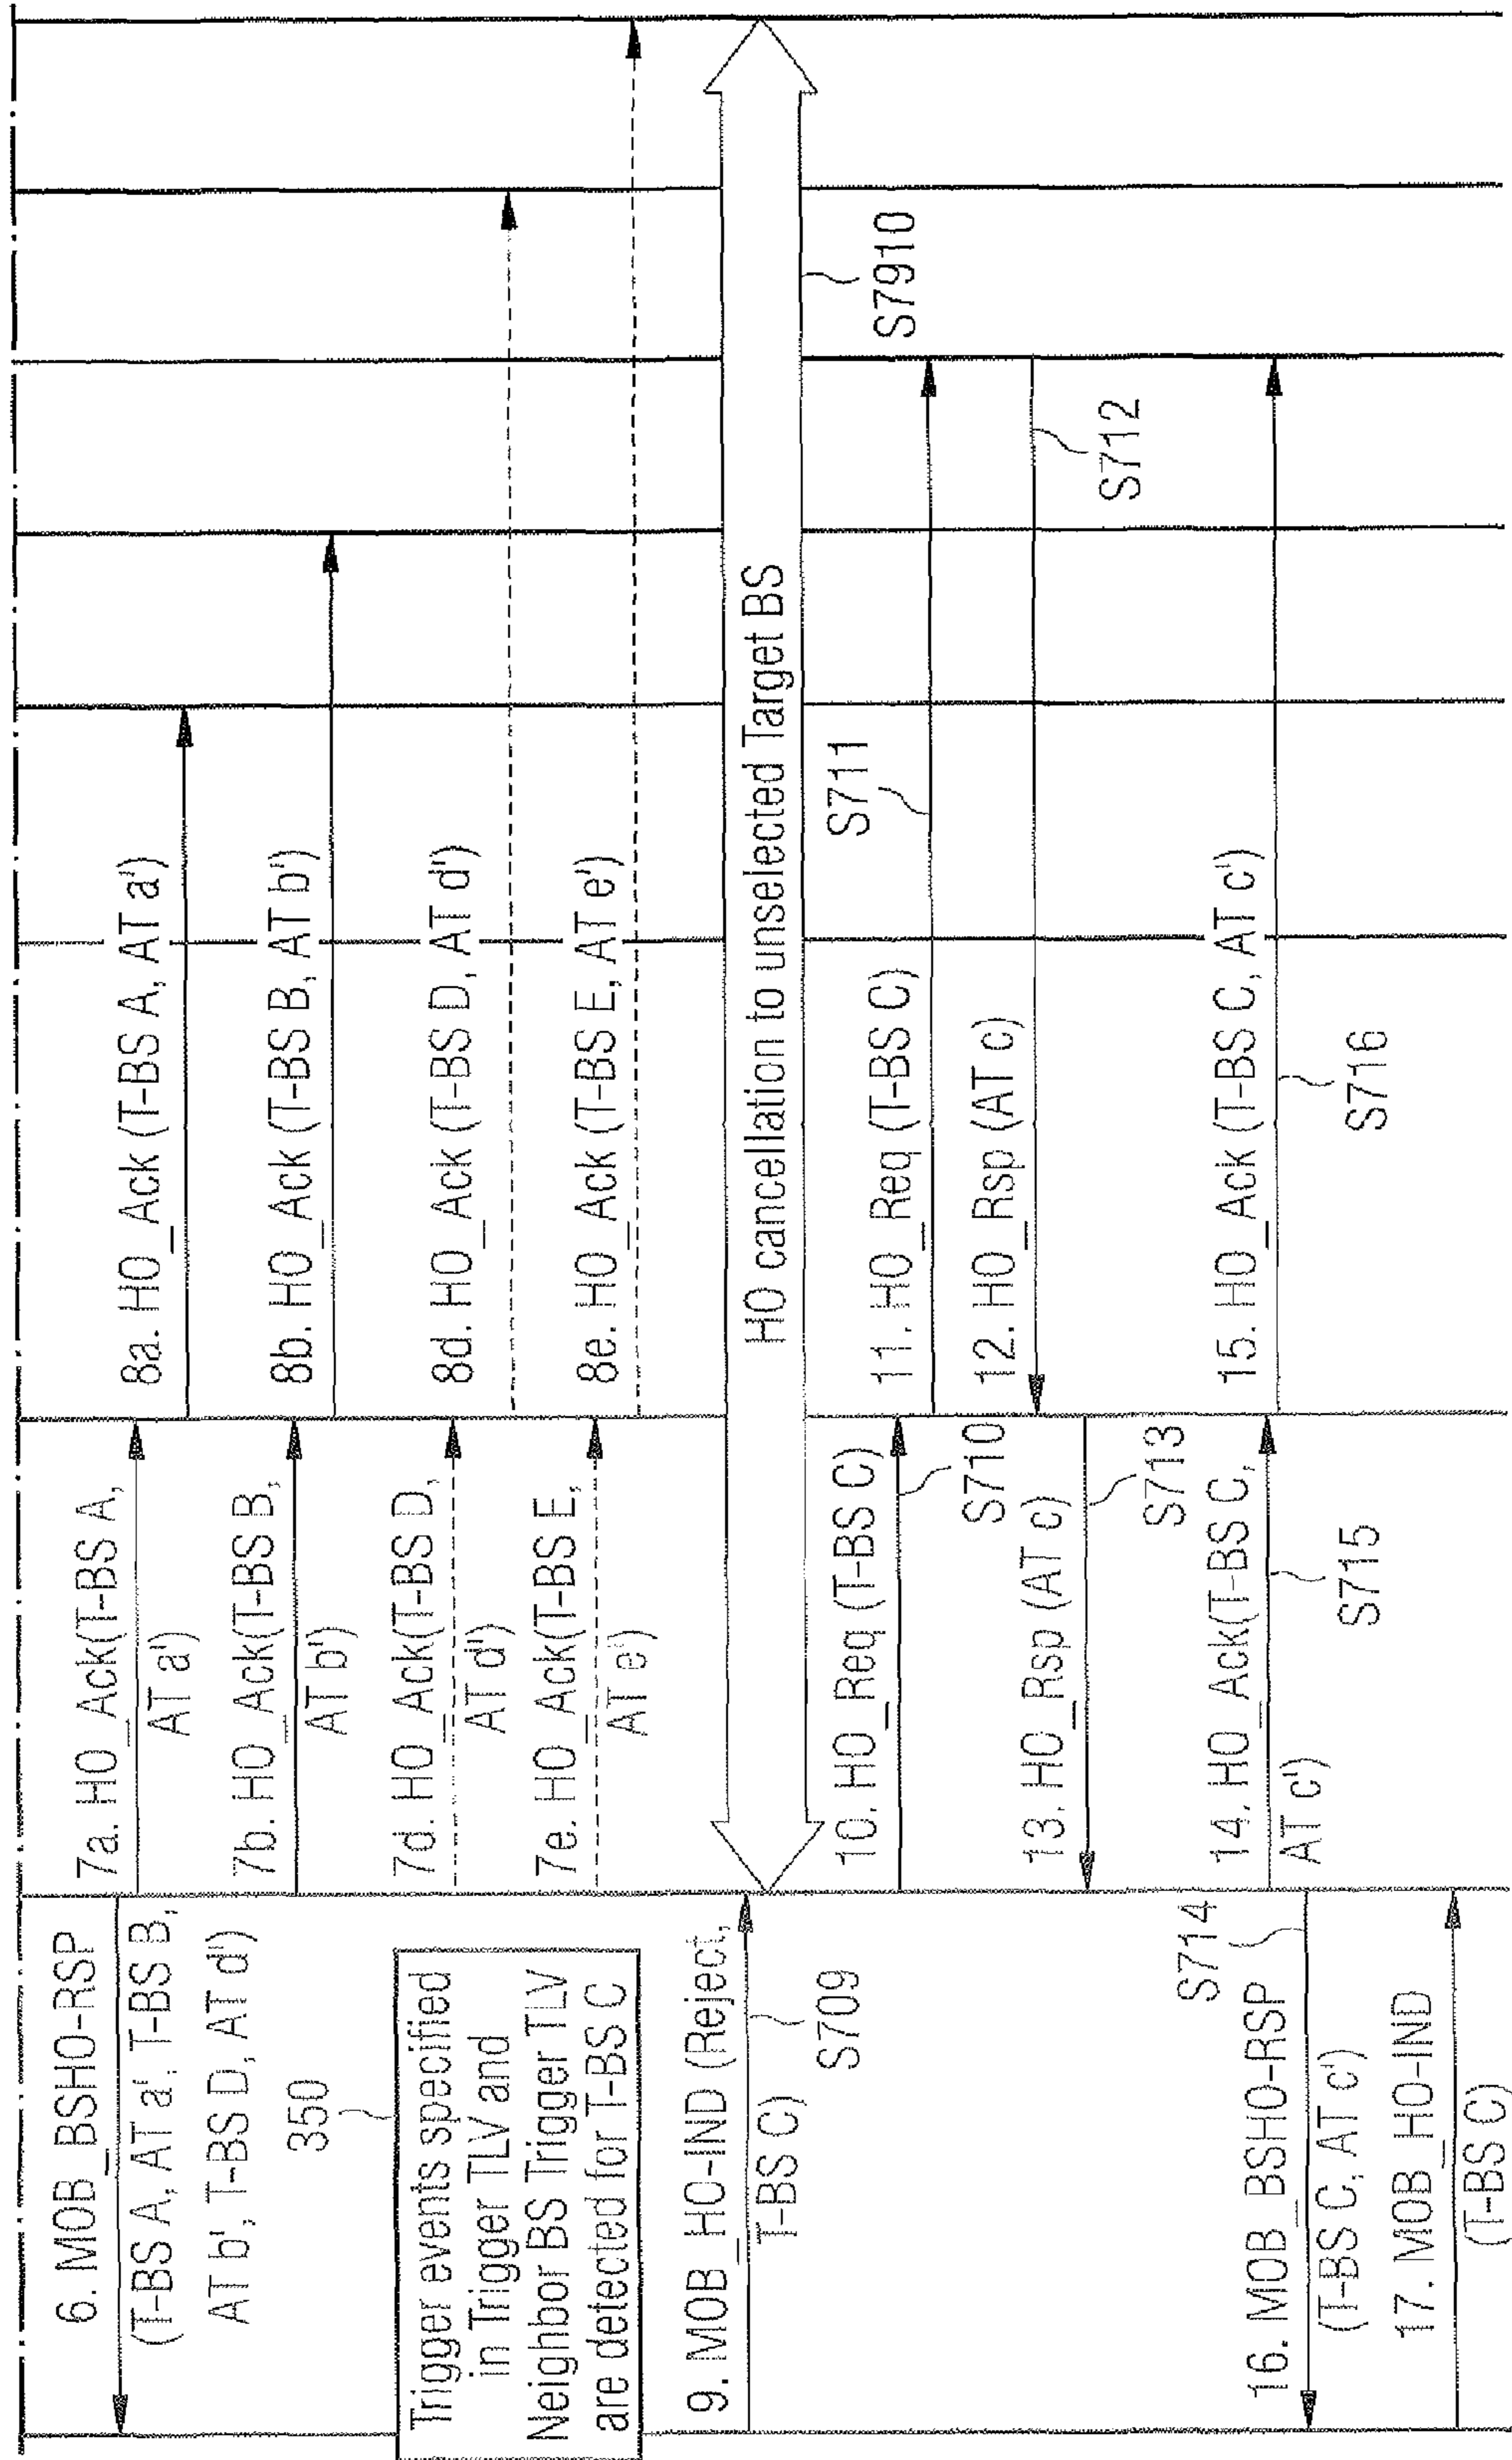 6. MOB_BSHO-RSP
(T-BS A, AT a', T-BS B,
AT b', T-BS D, AT d')
7a. HO_Ack(T-BS A,
AT a')
8a. HO_Ack (T-BS A, AT a')
7b. HO_Ack(T-BS B,
AT b')
8b. HO_Ack (T-BS B, AT b')
350
Trigger events specified
in Trigger TLV and
Neighbor BS Trigger TLV
are detected for T-BS C
7d. HO_Ack(T-BS D,
AT d')
8d. HO_Ack (T-BS D, AT d')
7e. HO_Ack(T-BS E,
AT e')
8e. HO_Ack (T-BS E, AT e')
9. MOB_HO-IND (Reject,
T-BS C)
S709
HO cancellation to unselected Target BS
S7910
10. HO_Req (T-BS C)
S710
11. HO_Req (T-BS C)
S711
12. HO_Rsp (AT c)
S712
13. HO_Rsp (AT c)
S713
14. HO_Ack(T-BS C,
AT c')
S715
15. HO_Ack (T-BS C, AT c')
S716
S714
16. MOB_BSHO-RSP
(T-BS C, AT c')
17. MOB_HO-IND
(T-BS C)